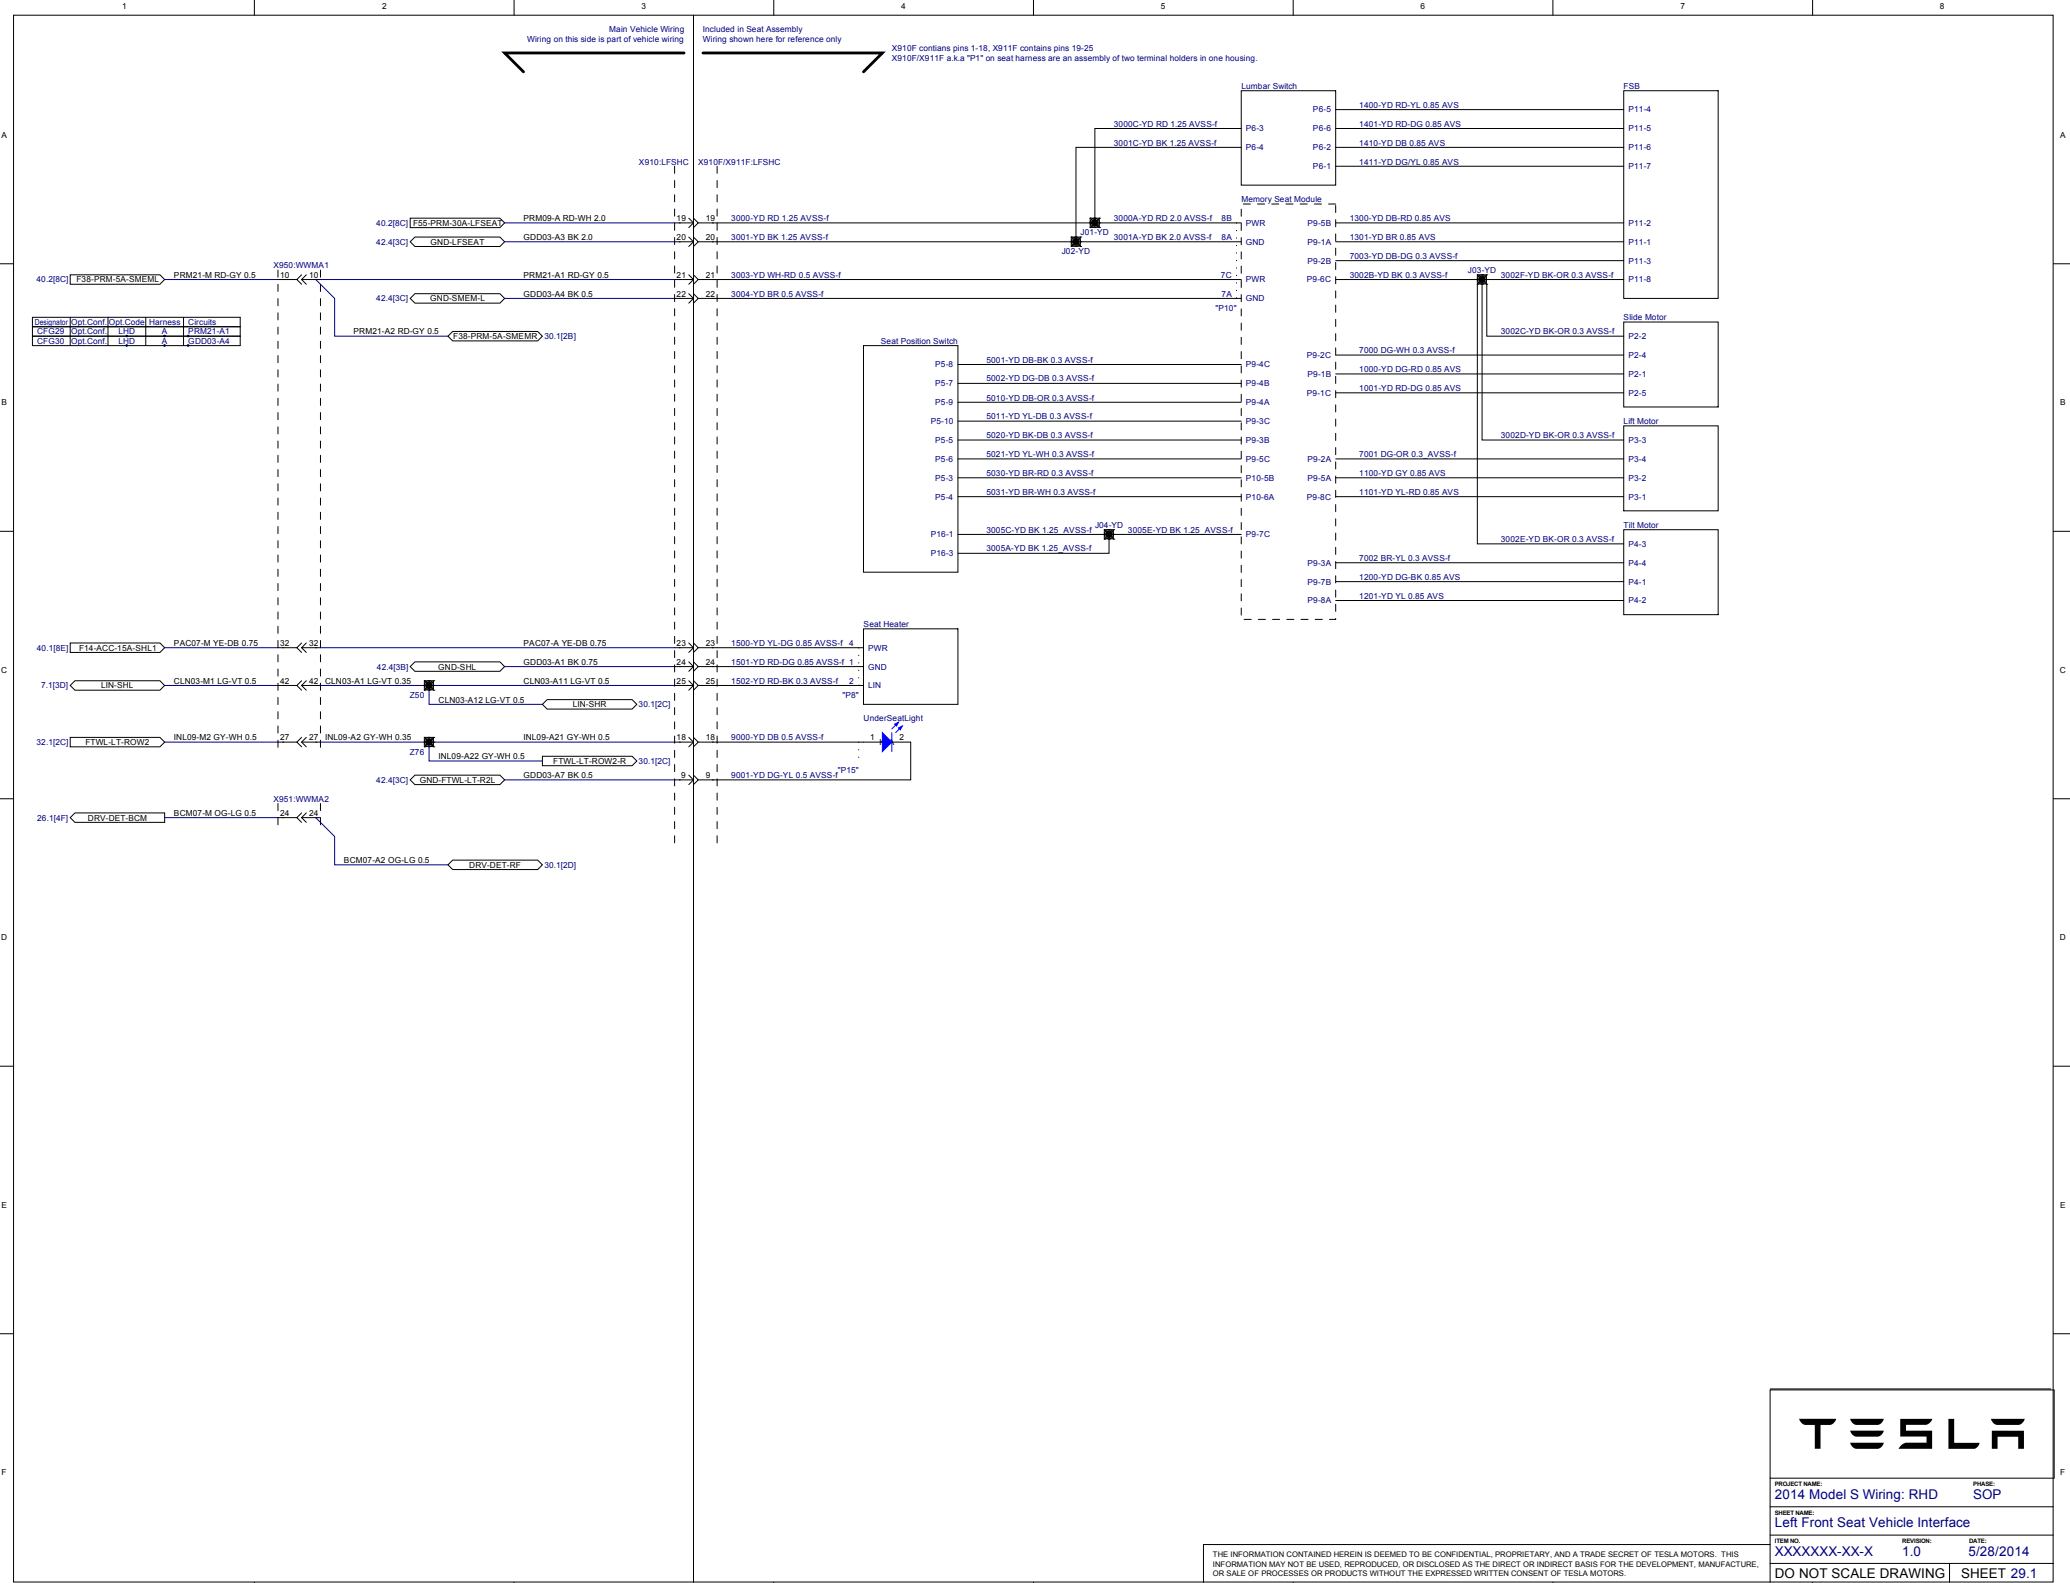 1 2 3 4 5 6 7 8
Main Vehicle Wiring
Wiring on this side is part of vehicle wiring
Included in Seat Assembly
Wiring shown here for reference only
X910F contians pins 1-18, X911F contains pins 19-25
X910F/X911F a.k.a "P1" on seat harness are an assembly of two terminal holders in one housing.
A A
Lumbar Switch
P6-3
P6-4
P6-5
P6-6
P6-2
P6-1
3000C-YD RD 1.25 AVSS-f
3001C-YD BK 1.25 AVSS-f
1400-YD RD-YL 0.85 AVS
1401-YD RD-DG 0.85 AVS
1410-YD DB 0.85 AVS
1411-YD DG/YL 0.85 AVS
FSB
P11-4
P11-5
P11-6
P11-7
P11-2
P11-1
P11-3
P11-8
X910:LFSHC X910F/X911F:LFSHC
40.2[8C] F55-PRM-30A-LFSEAT PRM09-A RD-WH 2.0 19 19 3000-YD RD 1.25 AVSS-f J01-YD 3000A-YD RD 2.0 AVSS-f 8B
42.4[3C] GND-LFSEAT GDD03-A3 BK 2.0 20 20 3001-YD BK 1.25 AVSS-f J02-YD 3001A-YD BK 2.0 AVSS-f 8A
X950:WWMA1
40.2[8C] F38-PRM-5A-SMEML PRM21-M RD-GY 0.5 10 10 PRM21-A1 RD-GY 0.5 21 21 3003-YD WH-RD 0.5 AVSS-f 7C
42.4[3C] GND-SMEM-L GDD03-A4 BK 0.5 22 22 3004-YD BR 0.5 AVSS-f 7A
"P10"
PRM21-A2 RD-GY 0.5 F38-PRM-5A-SMEMR 30.1[2B]
Designator Opt.Conf. Opt.Code Harness Circuits
CFG29 Opt.Conf. LHD A PRM21-A1
CFG30 Opt.Conf. LHD A GDD03-A4
Memory Seat Module
PWR P9-5B 1300-YD DB-RD 0.85 AVS
GND P9-1A 1301-YD BR 0.85 AVS
P9-2B 7003-YD DB-DG 0.3 AVSS-f
PWR P9-6C 3002B-YD BK 0.3 AVSS-f J03-YD 3002F-YD BK-OR 0.3 AVSS-f
GND
Slide Motor
3002C-YD BK-OR 0.3 AVSS-f P2-2
P9-2C 7000 DG-WH 0.3 AVSS-f P2-4
P9-1B 1000-YD DG-RD 0.85 AVS P2-1
P9-1C 1001-YD RD-DG 0.85 AVS P2-5
Lift Motor
3002D-YD BK-OR 0.3 AVSS-f P3-3
P9-2A 7001 DG-OR 0.3_AVSS-f P3-4
P9-5A 1100-YD GY 0.85 AVS P3-2
P9-8C 1101-YD YL-RD 0.85 AVS P3-1
Tilt Motor
3002E-YD BK-OR 0.3 AVSS-f P4-3
P9-3A 7002 BR-YL 0.3 AVSS-f P4-4
P9-7B 1200-YD DG-BK 0.85 AVS P4-1
P9-8A 1201-YD YL 0.85 AVS P4-2
B B
Seat Position Switch
P5-8 5001-YD DB-BK 0.3 AVSS-f P9-4C
P5-7 5002-YD DG-DB 0.3 AVSS-f P9-4B
P5-9 5010-YD DB-OR 0.3 AVSS-f P9-4A
P5-10 5011-YD YL-DB 0.3 AVSS-f P9-3C
P5-5 5020-YD BK-DB 0.3 AVSS-f P9-3B
P5-6 5021-YD YL-WH 0.3 AVSS-f P9-5C
P5-3 5030-YD BR-RD 0.3 AVSS-f P10-5B
P5-4 5031-YD BR-WH 0.3 AVSS-f P10-6A
P16-1 3005C-YD BK 1.25_AVSS-f J04-YD 3005E-YD BK 1.25_AVSS-f P9-7C
P16-3 3005A-YD BK 1.25_AVSS-f
C C
Seat Heater
40.1[8E] F14-ACC-15A-SHL1 PAC07-M YE-DB 0.75 32 32 PAC07-A YE-DB 0.75 23 23 1500-YD YL-DG 0.85 AVSS-f 4 PWR
42.4[3B] GND-SHL GDD03-A1 BK 0.75 24 24 1501-YD RD-DG 0.85 AVSS-f 1 GND
7.1[3D] LIN-SHL CLN03-M1 LG-VT 0.5 42 42 CLN03-A1 LG-VT 0.35 Z50 CLN03-A11 LG-VT 0.5 25 25 1502-YD RD-BK 0.3 AVSS-f 2 LIN
"P8"
CLN03-A12 LG-VT 0.5 LIN-SHR 30.1[2C]
UnderSeatLight
32.1[2C] FTWL-LT-ROW2 INL09-M2 GY-WH 0.5 27 27 INL09-A2 GY-WH 0.35 Z76 INL09-A21 GY-WH 0.5 18 18 9000-YD DB 0.5 AVSS-f 1 2
INL09-A22 GY-WH 0.5 FTWL-LT-ROW2-R 30.1[2C]
"P15"
42.4[3C] GND-FTWL-LT-R2L GDD03-A7 BK 0.5 9 9 9001-YD DG-YL 0.5 AVSS-f
X951:WWMA2
26.1[4F] DRV-DET-BCM BCM07-M OG-LG 0.5 24 24
BCM07-A2 OG-LG 0.5 DRV-DET-RF 30.1[2D]
D D
E E
F F
TESLA
PROJECT NAME: PHASE:
2014 Model S Wiring: RHD SOP
SHEET NAME:
Left Front Seat Vehicle Interface
ITEM NO. REVISION: DATE:
XXXXXXX-XX-X 1.0 5/28/2014
DO NOT SCALE DRAWING SHEET 29.1
THE INFORMATION CONTAINED HEREIN IS DEEMED TO BE CONFIDENTIAL, PROPRIETARY, AND A TRADE SECRET OF TESLA MOTORS. THIS
INFORMATION MAY NOT BE USED, REPRODUCED, OR DISCLOSED AS THE DIRECT OR INDIRECT BASIS FOR THE DEVELOPMENT, MANUFACTURE,
OR SALE OF PROCESSES OR PRODUCTS WITHOUT THE EXPRESSED WRITTEN CONSENT OF TESLA MOTORS.